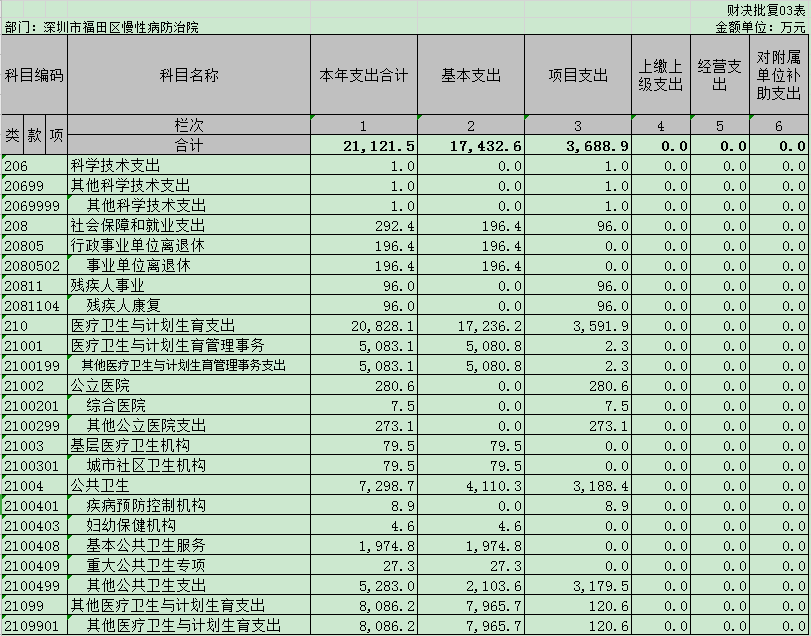 财决批复03表
部门：深圳市福田区慢性病防治院 金额单位：万元
科目编码 科目名称 本年支出合计 基本支出 项目支出 上缴上级支出 经营支出 对附属单位补助支出
类 款 项 栏次 1 2 3 4 5 6
合计 21,121.5 17,432.6 3,688.9 0.0 0.0 0.0
206 科学技术支出 1.0 0.0 1.0 0.0 0.0 0.0
20699 其他科学技术支出 1.0 0.0 1.0 0.0 0.0 0.0
2069999 其他科学技术支出 1.0 0.0 1.0 0.0 0.0 0.0
208 社会保障和就业支出 292.4 196.4 96.0 0.0 0.0 0.0
20805 行政事业单位离退休 196.4 196.4 0.0 0.0 0.0 0.0
2080502 事业单位离退休 196.4 196.4 0.0 0.0 0.0 0.0
20811 残疾人事业 96.0 0.0 96.0 0.0 0.0 0.0
2081104 残疾人康复 96.0 0.0 96.0 0.0 0.0 0.0
210 医疗卫生与计划生育支出 20,828.1 17,236.2 3,591.9 0.0 0.0 0.0
21001 医疗卫生与计划生育管理事务 5,083.1 5,080.8 2.3 0.0 0.0 0.0
2100199 其他医疗卫生与计划生育管理事务支出 5,083.1 5,080.8 2.3 0.0 0.0 0.0
21002 公立医院 280.6 0.0 280.6 0.0 0.0 0.0
2100201 综合医院 7.5 0.0 7.5 0.0 0.0 0.0
2100299 其他公立医院支出 273.1 0.0 273.1 0.0 0.0 0.0
21003 基层医疗卫生机构 79.5 79.5 0.0 0.0 0.0 0.0
2100301 城市社区卫生机构 79.5 79.5 0.0 0.0 0.0 0.0
21004 公共卫生 7,298.7 4,110.3 3,188.4 0.0 0.0 0.0
2100401 疾病预防控制机构 8.9 0.0 8.9 0.0 0.0 0.0
2100403 妇幼保健机构 4.6 4.6 0.0 0.0 0.0 0.0
2100408 基本公共卫生服务 1,974.8 1,974.8 0.0 0.0 0.0 0.0
2100409 重大公共卫生专项 27.3 27.3 0.0 0.0 0.0 0.0
2100499 其他公共卫生支出 5,283.0 2,103.6 3,179.5 0.0 0.0 0.0
21099 其他医疗卫生与计划生育支出 8,086.2 7,965.7 120.6 0.0 0.0 0.0
2109901 其他医疗卫生与计划生育支出 8,086.2 7,965.7 120.6 0.0 0.0 0.0